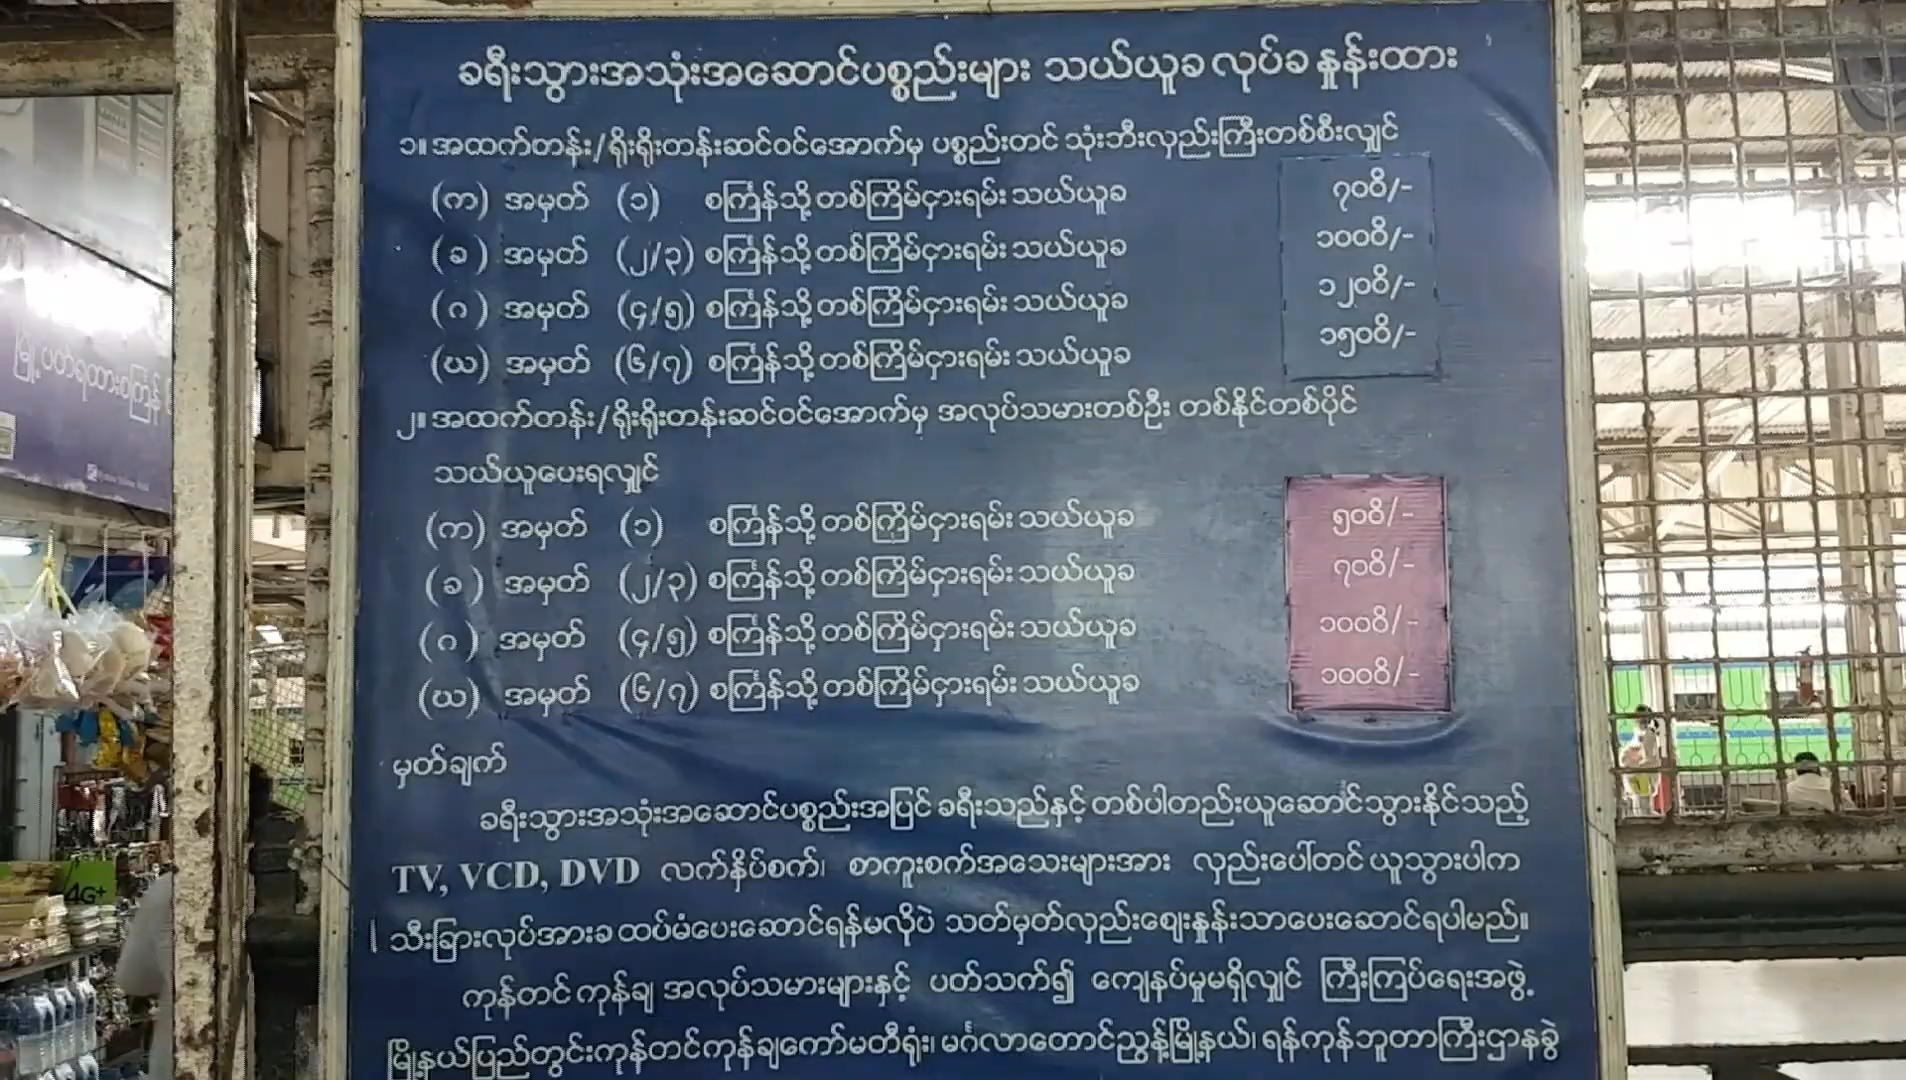 ခရီးသွားအသုံးအဆောင်ပစ္စည်းများ သယ်ယူခ လုပ်ခ နှုန်းထား
၁။ အထက်တန်း/ရိုးရိုးတန်းဆင်ဝင်အောက်မှ ပစ္စည်းတင် သုံးဘီးလှည်းကြီးတစ်စီးလျှင်
(က) အမှတ် (၁) စင်္ကြန်သို့ တစ်ကြိမ်ငှားရမ်း သယ်ယူခ ၇၀၀ိ/-
(ခ) အမှတ် (၂/၃) စင်္ကြန်သို့ တစ်ကြိမ်ငှားရမ်း သယ်ယူခ ၁၀၀၀ိ/-
(ဂ) အမှတ် (၄/၅) စင်္ကြန်သို့ တစ်ကြိမ်ငှားရမ်း သယ်ယူခ ၁၂၀၀ိ/-
(ဃ) အမှတ် (၆/၇) စင်္ကြန်သို့ တစ်ကြိမ်ငှားရမ်း သယ်ယူခ ၁၅၀၀ိ/-
၂။ အထက်တန်း/ရိုးရိုးတန်းဆင်ဝင်အောက်မှ အလုပ်သမားတစ်ဦး တစ်နိုင်တစ်ပိုင်
သယ်ယူပေးရလျှင်
(က) အမှတ် (၁) စင်္ကြန်သို့ တစ်ကြိမ်ငှားရမ်း သယ်ယူခ ၅၀၀ိ/-
(ခ) အမှတ် (၂/၃) စင်္ကြန်သို့ တစ်ကြိမ်ငှားရမ်း သယ်ယူခ ၇၀၀ိ/-
(ဂ) အမှတ် (၄/၅) စင်္ကြန်သို့ တစ်ကြိမ်ငှားရမ်း သယ်ယူခ ၁၀၀၀ိ/-
(ဃ) အမှတ် (၆/၇) စင်္ကြန်သို့ တစ်ကြိမ်ငှားရမ်း သယ်ယူခ ၁၀၀၀ိ/-
မှတ်ချက်
ခရီးသွားအသုံးအဆောင်ပစ္စည်းအပြင် ခရီးသည်နှင့် တစ်ပါတည်းယူဆောင်သွားနိုင်သည့်
TV, VCD, DVD လက်နှိပ်စက်၊ စာကူးစက်အသေးများအား လှည်းပေါ်တင် ယူသွားပါက
သီးခြားလုပ်အားခ ထပ်မံပေးဆောင်ရန်မလိုပဲ သတ်မှတ်လှည်းဈေးနှုန်းသာပေးဆောင်ရပါမည်။
ကုန်တင် ကုန်ချ အလုပ်သမားများနှင့် ပတ်သက်၍ ကျေနပ်မှုမရှိလျှင် ကြီးကြပ်ရေးအဖွဲ့
မြို့နယ်ပြည်တွင်းကုန်တင်ကုန်ချကော်မတီရုံး၊ မင်္ဂလာတောင်ညွန့်မြို့နယ်၊ ရန်ကုန်ဘူတာကြီးဌာနခွဲ
4G+